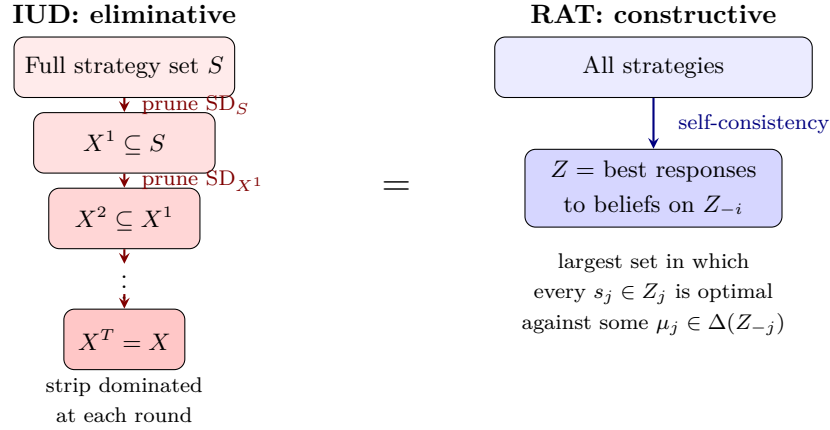 IUD: eliminative
Full strategy set S
prune SD_S
X^1 ⊆ S
prune SD_{X^1}
X^2 ⊆ X^1
⋮
X^T = X
strip dominated
at each round
=
RAT: constructive
All strategies
self-consistency
Z = best responses
to beliefs on Z_{−i}
largest set in which
every s_j ∈ Z_j is optimal
against some μ_j ∈ Δ(Z_{−j})